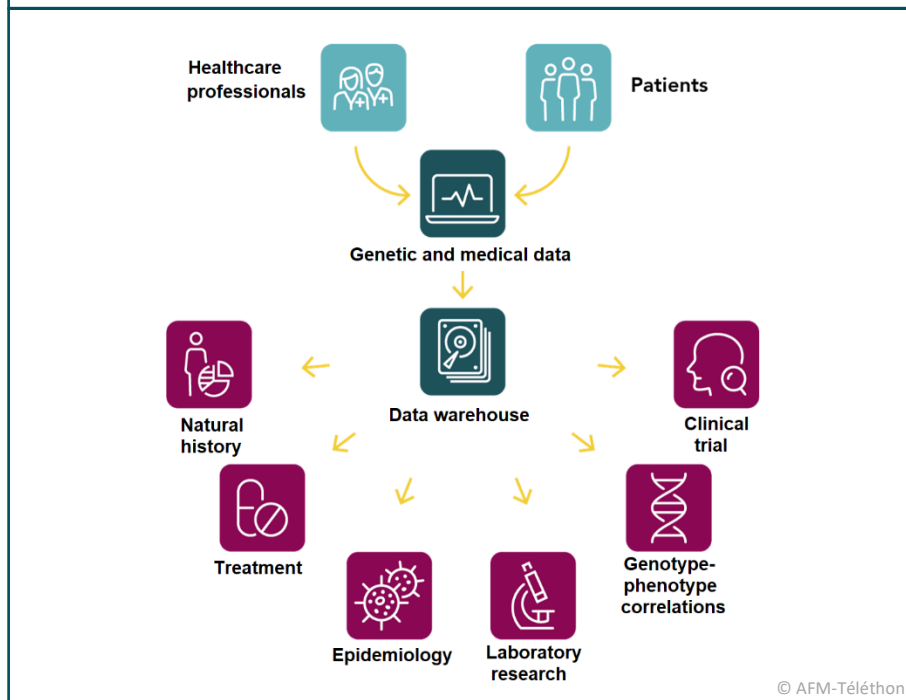 Healthcare
professionals
Patients
Genetic and medical data
Data warehouse
Natural
history
Clinical
trial
Treatment
Genotype-
phenotype
correlations
Epidemiology
Laboratory
research
© AFM-Téléthon